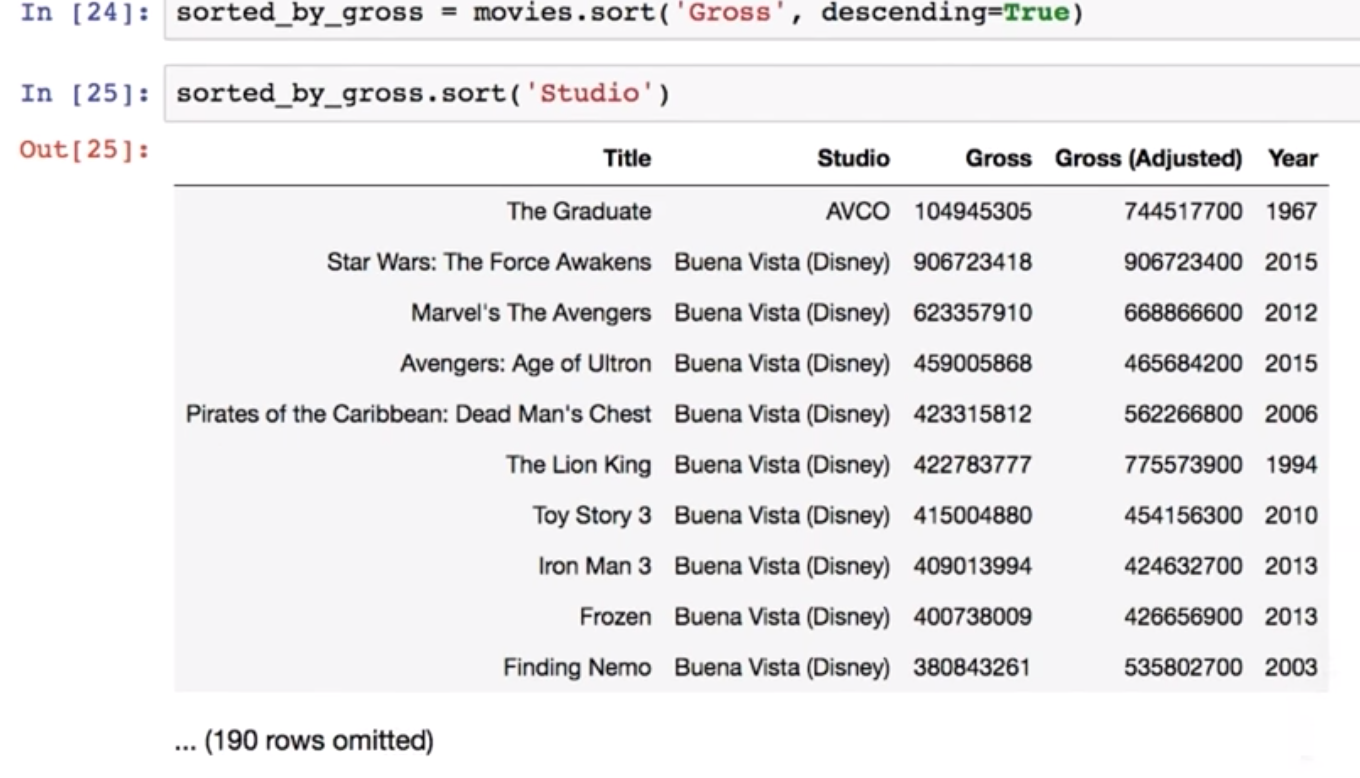 In [24]: sorted_by_gross = movies.sort('Gross', descending=True)
In [25]: sorted_by_gross.sort('Studio')
Out[25]:
Title Studio Gross Gross (Adjusted) Year
The Graduate AVCO 104945305 744517700 1967
Star Wars: The Force Awakens Buena Vista (Disney) 906723418 906723400 2015
Marvel's The Avengers Buena Vista (Disney) 623357910 668866600 2012
Avengers: Age of Ultron Buena Vista (Disney) 459005868 465684200 2015
Pirates of the Caribbean: Dead Man's Chest Buena Vista (Disney) 423315812 562266800 2006
The Lion King Buena Vista (Disney) 422783777 775573900 1994
Toy Story 3 Buena Vista (Disney) 415004880 454156300 2010
Iron Man 3 Buena Vista (Disney) 409013994 424632700 2013
Frozen Buena Vista (Disney) 400738009 426656900 2013
Finding Nemo Buena Vista (Disney) 380843261 535802700 2003
... (190 rows omitted)